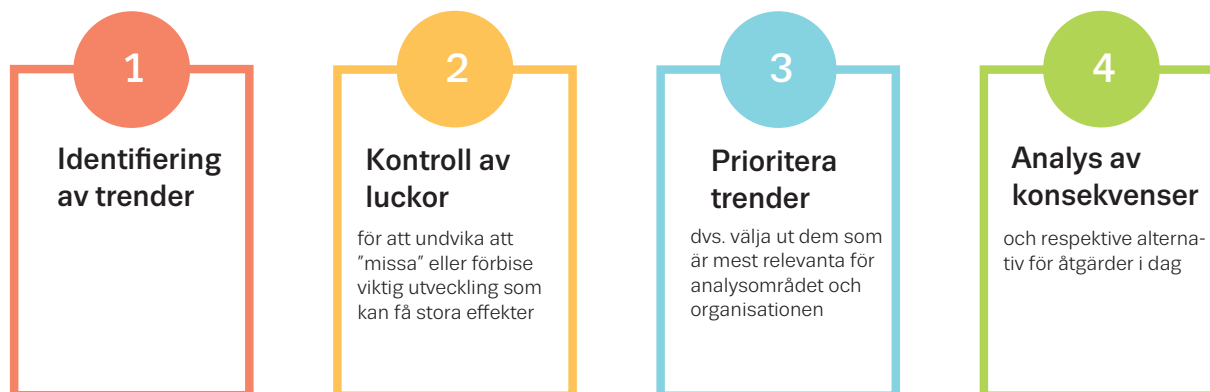 1
Identifiering
av trender
2
Kontroll av
luckor
för att undvika att
”missa” eller förbise
viktig utveckling som
kan få stora effekter
3
Prioritera
trender
dvs. välja ut dem som
är mest relevanta för
analysområdet och
organisationen
4
Analys av
konsekvenser
och respektive alterna-
tiv för åtgärder i dag